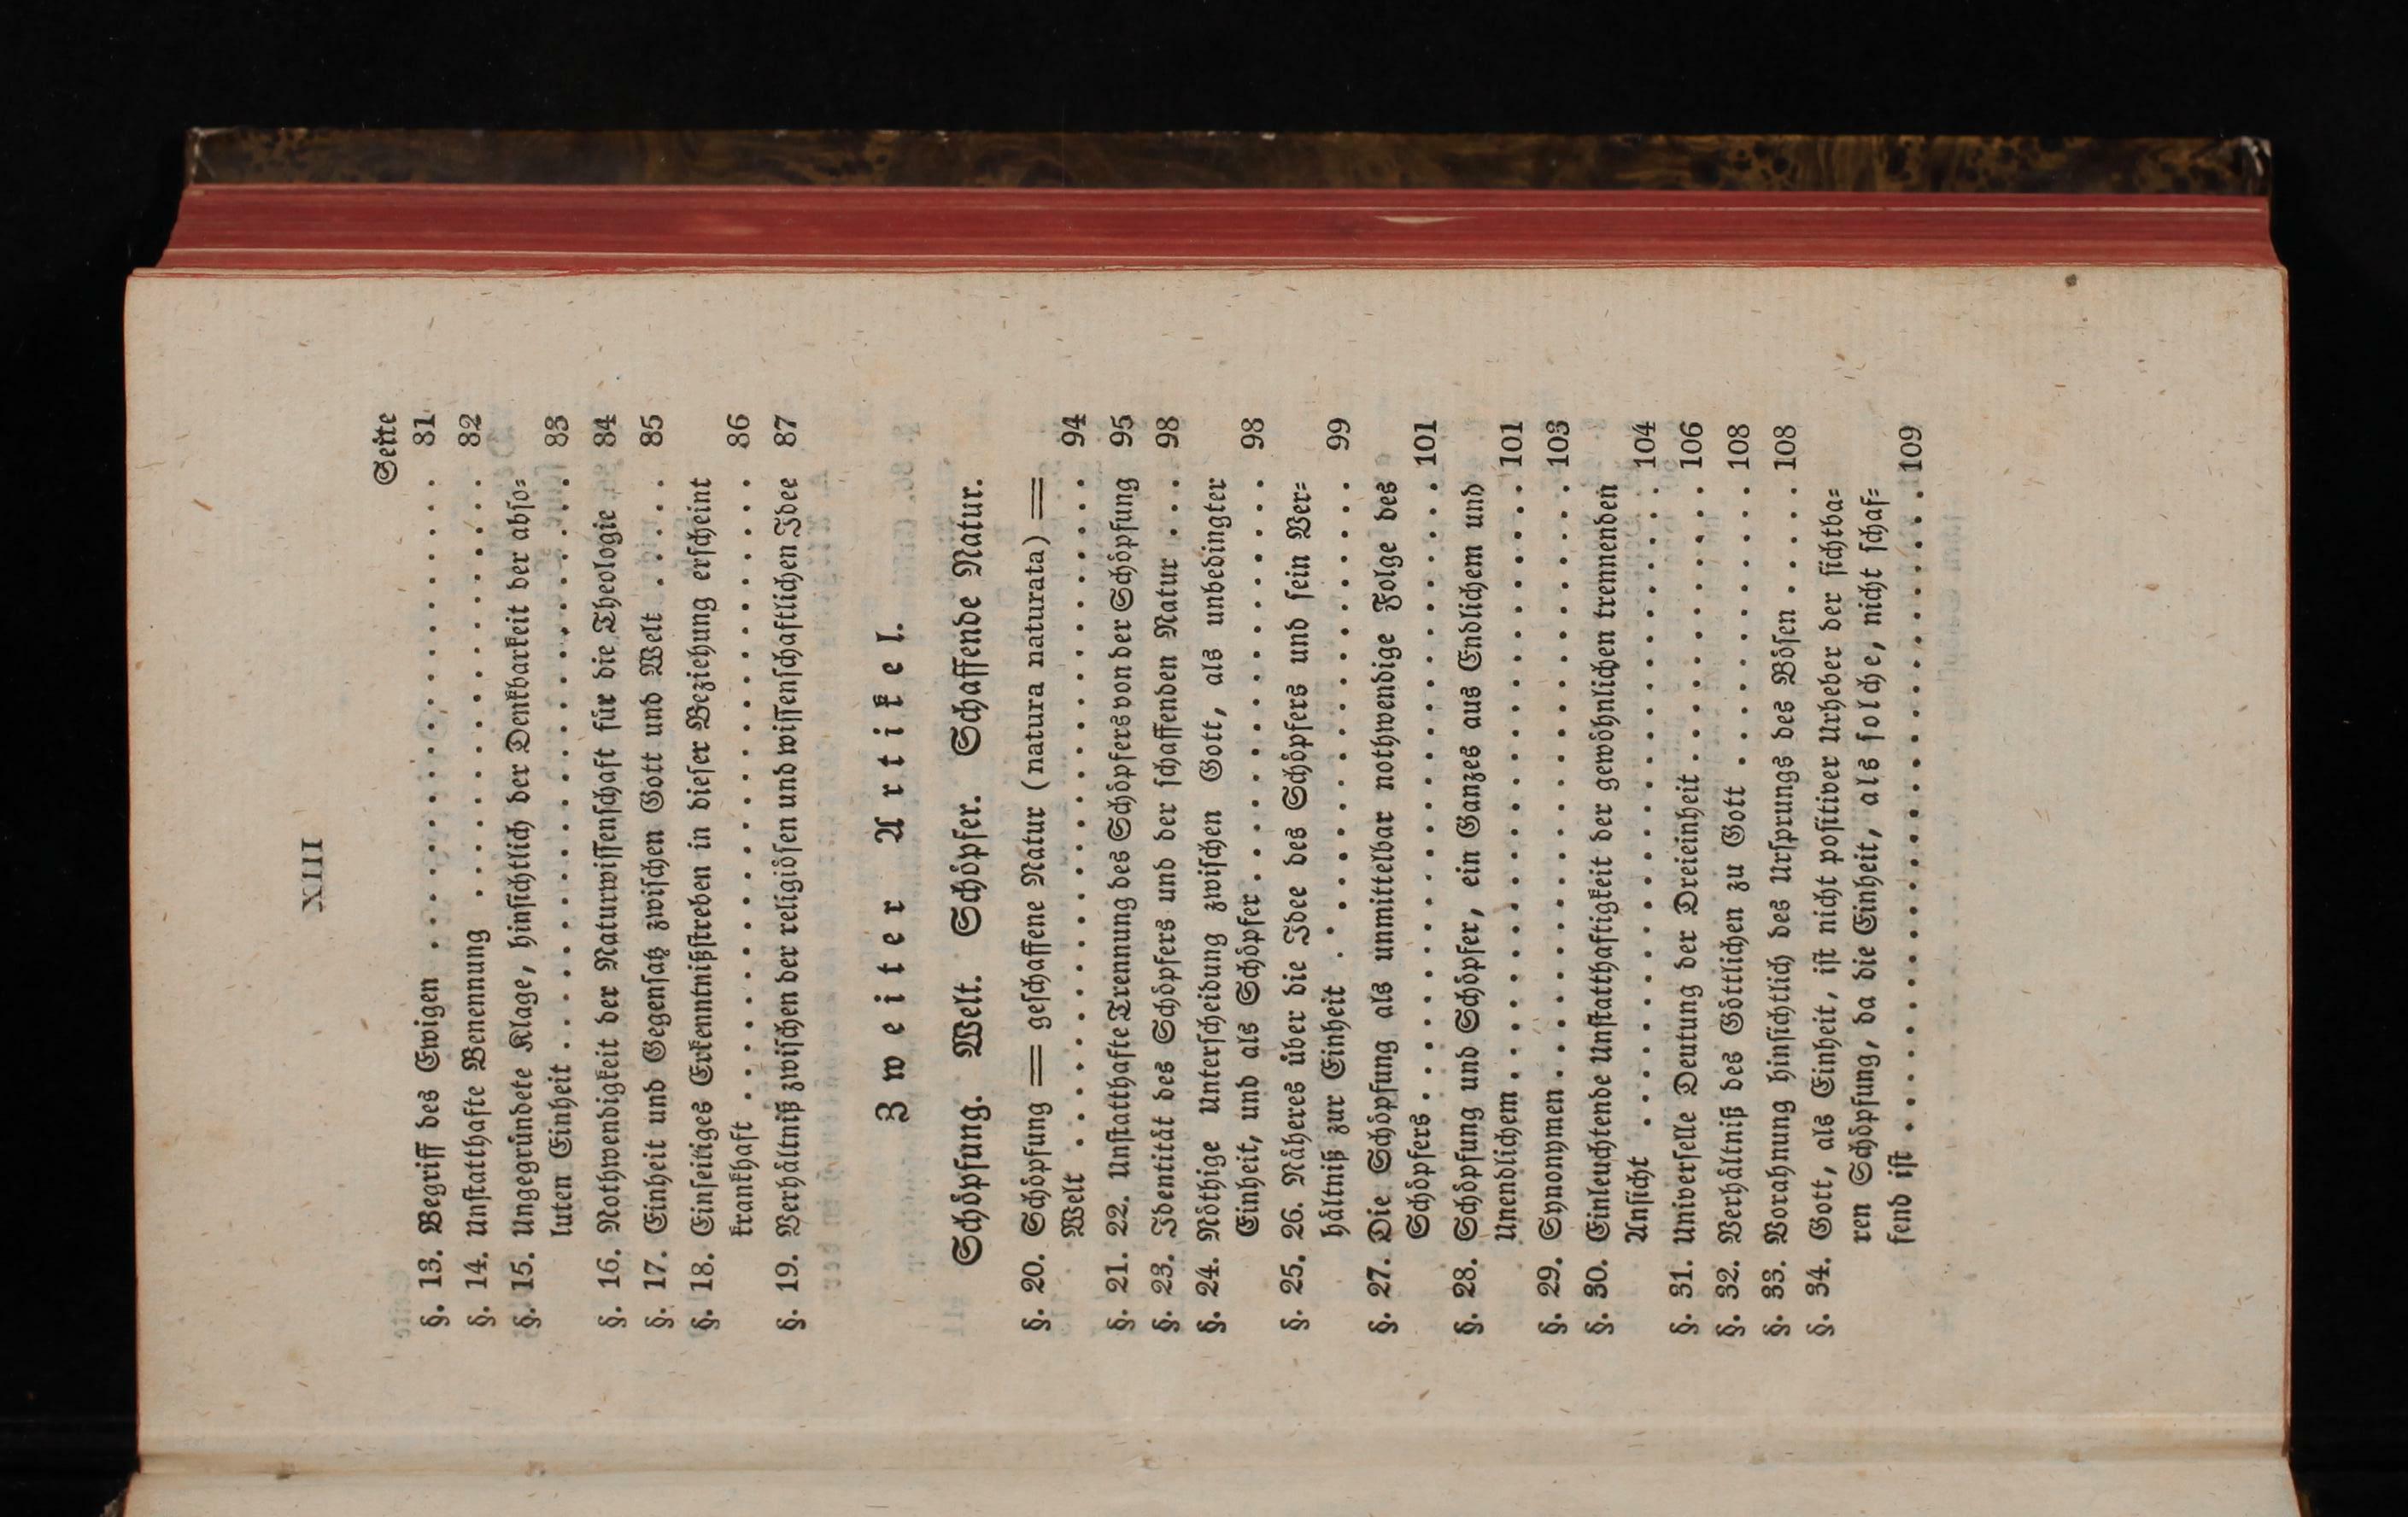 XIII
Seite
§. 13. Begriff des Ewigen . . . . . . . . . . . . . . . . 81
§. 14. Unstatthafte Benennung . . . . . . . . . . . . . . 82
§. 15. Ungegründete Klage, hinsichtlich der Denkbarkeit der abso-
luten Einheit . . . . . . . . . . . . . . . . . . . 83
§. 16. Nothwendigkeit der Naturwissenschaft für die Theologie . 84
§. 17. Einheit und Gegensatz zwischen Gott und Welt . . . . 85
§. 18. Einseitiges Erkenntnißstreben in dieser Beziehung erscheint
krankhaft . . . . . . . . . . . . . . . . . . . . 86
§. 19. Verhältniß zwischen der religiösen und wissenschaftlichen Idee 87
Zweiter Artikel.
Schöpfung. Welt. Schöpfer. Schaffende Natur.
§. 20. Schöpfung = geschaffene Natur (natura naturata) =
Welt . . . . . . . . . . . . . . . . . . . . . . 94
§. 21. 22. Unstatthafte Trennung des Schöpfers von der Schöpfung 95
§. 23. Identität des Schöpfers und der schaffenden Natur . . . 98
§. 24. Nöthige Unterscheidung zwischen Gott, als unbedingter
Einheit, und als Schöpfer . . . . . . . . . . . . . 98
§. 25. 26. Näheres über die Idee des Schöpfers und sein Ver-
hältniß zur Einheit . . . . . . . . . . . . . . . . 99
§. 27. Die Schöpfung als unmittelbar nothwendige Folge des
Schöpfers . . . . . . . . . . . . . . . . . . . . 101
§. 28. Schöpfung und Schöpfer, ein Ganzes aus Endlichem und
Unendlichem . . . . . . . . . . . . . . . . . . . 101
§. 29. Synonymen . . . . . . . . . . . . . . . . . . . 103
§. 30. Einleuchtende Unstatthaftigkeit der gewöhnlichen trennenden
Ansicht . . . . . . . . . . . . . . . . . . . . . 104
§. 31. Universelle Deutung der Dreieinheit . . . . . . . . . 106
§. 32. Verhältniß des Göttlichen zu Gott . . . . . . . . . 108
§. 33. Vorahnung hinsichtlich des Ursprungs des Bösen . . . . 108
§. 34. Gott, als Einheit, ist nicht positiver Urheber der sichtba-
ren Schöpfung, da die Einheit, als solche, nicht schaf-
fend ist . . . . . . . . . . . . . . . . . . . . . 109